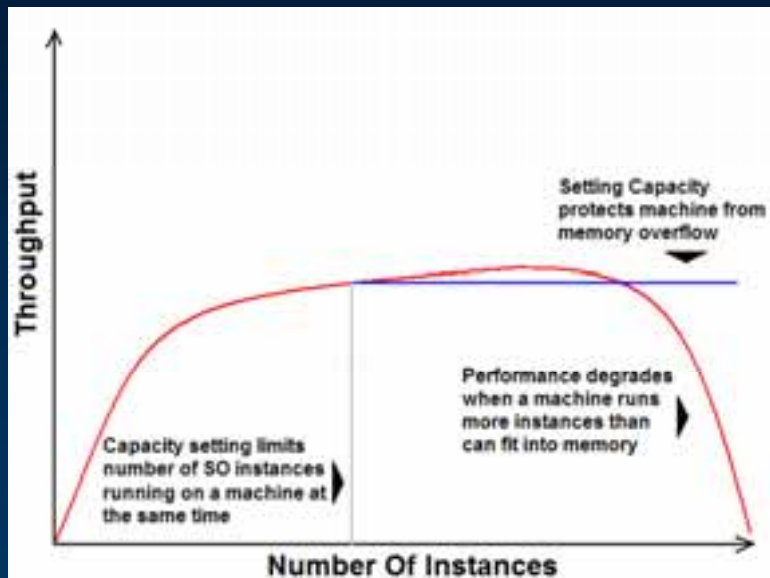 Throughput
Setting Capacity
protects machine from
memory overflow
Performance degrades
when a machine runs
more instances than
can fit into memory
Capacity setting limits
number of SO instances
running on a machine at
the same time
Number Of Instances